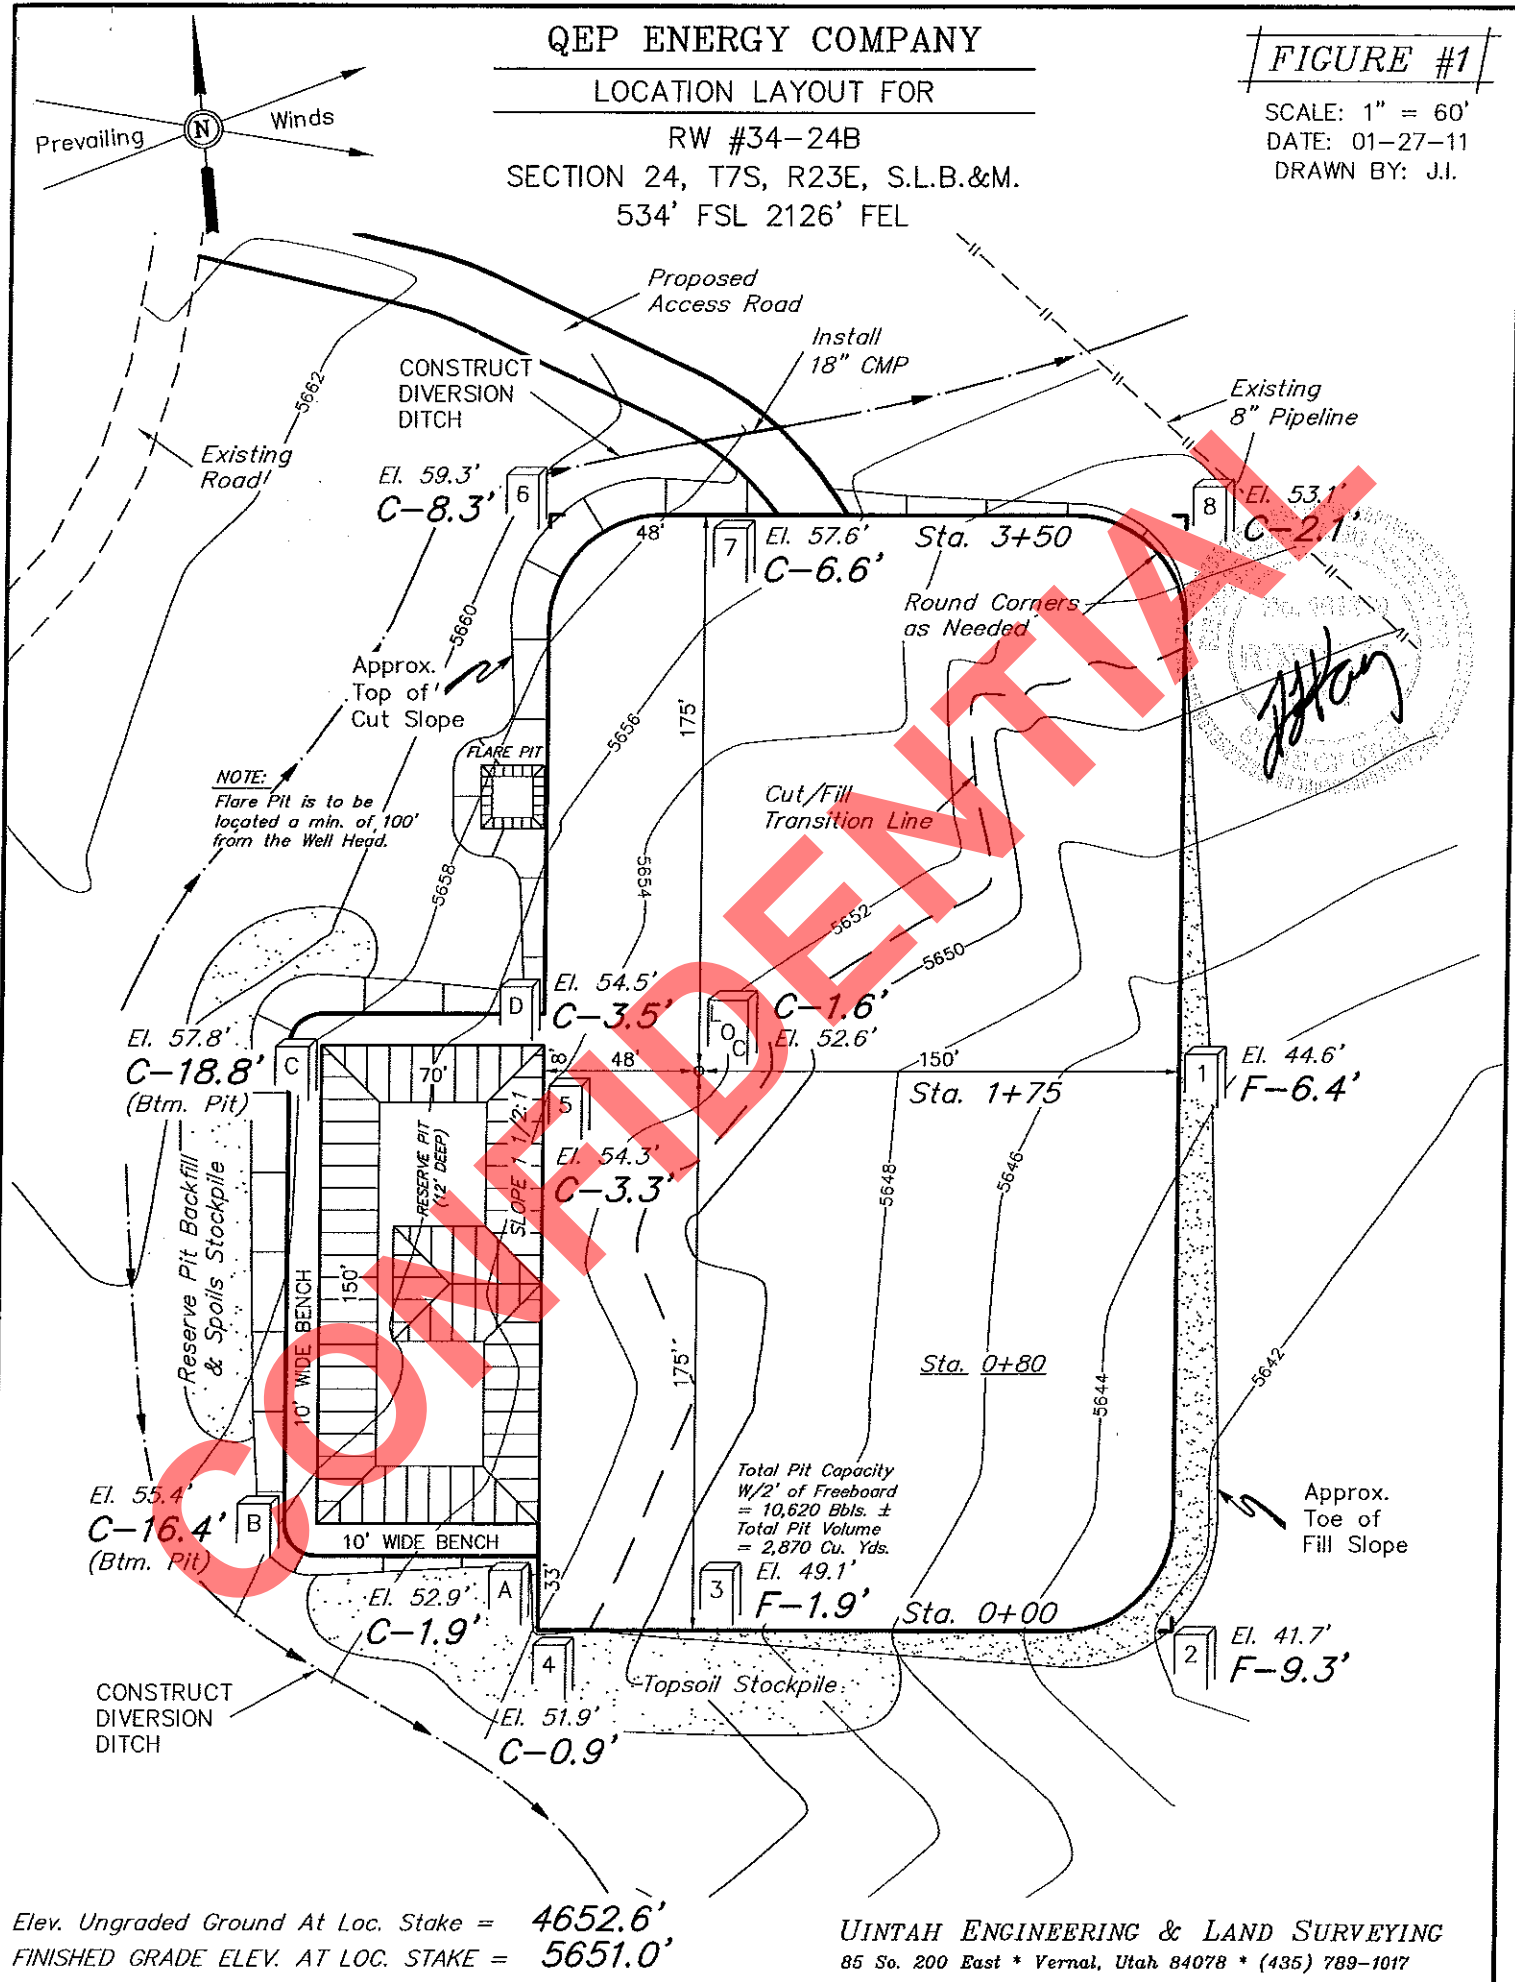 QEP ENERGY COMPANY
LOCATION LAYOUT FOR
RW #34-24B
SECTION 24, T7S, R23E, S.L.B.&M.
534' FSL 2126' FEL
FIGURE #1
SCALE: 1" = 60'
DATE: 01-27-11
DRAWN BY: J.I.
Prevailing
N
Winds
Proposed
Access Road
Install
18" CMP
CONSTRUCT
DIVERSION
DITCH
Existing
8" Pipeline
5662
Existing
Road
El. 59.3'
C-8.3'
6
48'
7
El. 57.6'
C-6.6'
Sta. 3+50
8
El. 53.1'
C-2.1'
Round Corners
as Needed
5660
Approx.
Top of
Cut Slope
175'
5656
FLARE PIT
NOTE:
Flare Pit is to be
located a min. of 100'
from the Well Head.
Cut/Fill
Transition Line
5658
5654
5652
5650
CONFIDENTIAL
D
El. 54.5'
C-3.5'
LOC
C-1.6'
El. 52.6'
El. 57.8'
C-18.8'
(Btm. Pit)
C
70'
8'
48'
150'
Sta. 1+75
1
El. 44.6'
F-6.4'
5
El. 54.3'
C-3.3'
RESERVE PIT
(12' DEEP)
SLOPE 1 1/2:1
Reserve Pit Backfill
& Spoils Stockpile
10' WIDE BENCH
150'
5648
5646
5644
5642
175'
Sta. 0+80
Total Pit Capacity
W/2' of Freeboard
= 10,620 Bbls. ±
Total Pit Volume
= 2,870 Cu. Yds.
El. 55.4'
C-16.4'
(Btm. Pit)
B
10' WIDE BENCH
Approx.
Toe of
Fill Slope
El. 52.9'
C-1.9'
A
33'
3
El. 49.1'
F-1.9'
Sta. 0+00
2
El. 41.7'
F-9.3'
4
Topsoil Stockpile
El. 51.9'
C-0.9'
CONSTRUCT
DIVERSION
DITCH
Elev. Ungraded Ground At Loc. Stake = 4652.6'
FINISHED GRADE ELEV. AT LOC. STAKE = 5651.0'
UINTAH ENGINEERING & LAND SURVEYING
85 So. 200 East * Vernal, Utah 84078 * (435) 789-1017